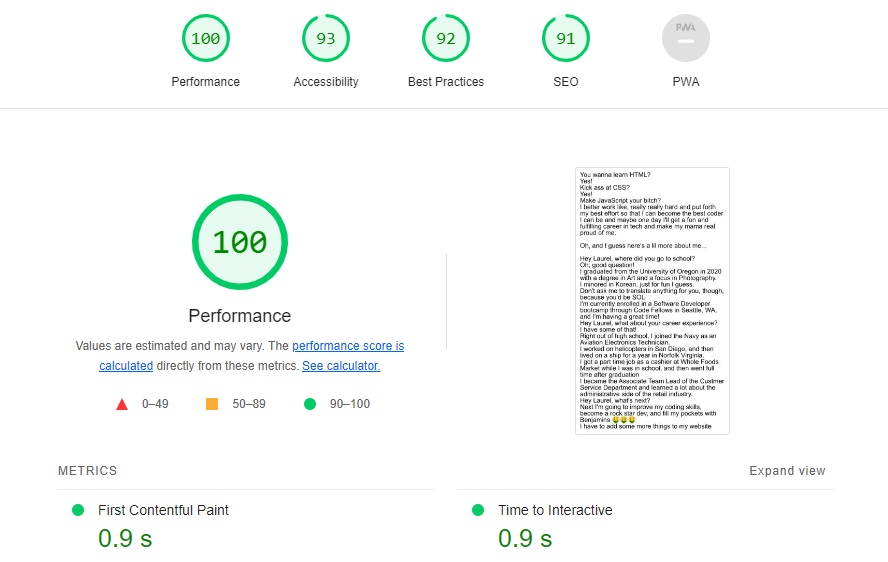 100
93
92
91
PWA
Performance
Accessibility
Best Practices
SEO
PWA
100
Performance
Values are estimated and may vary. The performance score is
calculated directly from these metrics. See calculator.
0–49
50–89
90–100
You wanna learn HTML?
Yes!
Kick ass at CSS?
Yes!
Make JavaScript your bitch?
I better work like, really really hard and put forth
my best effort so that I can become the best coder
I can be and maybe one day I'll get a fun and
fulfilling career in tech and make my mama real
proud of me.
Oh, and I guess here's a lil more about me...
Hey Laurel, where did you go to school?
Oh, good question!
I graduated from the University of Oregon in 2020
with a degree in Art and a focus in Photography.
I minored in Korean, just for fun I guess.
Don't ask me to translate anything for you, though,
because you'd be SOL.
I'm currently enrolled in a Software Developer
bootcamp through Code Fellows in Seattle, WA,
and I'm having a great time!
Hey Laurel, what about your career experience?
I have some of that!
Right out of high school, I joined the Navy as an
Aviation Electronics Technician.
I worked on helicopters in San Diego, and then
lived on a ship for a year in Norfolk Virginia.
I got a part time job as a cashier at Whole Foods
Market while I was in school, and then went full
time after graduation
I became the Associate Team Lead of the Custmer
Service Department and learned a lot about the
administrative side of the retail industry.
Hey Laurel, what's next?
Next I'm going to improve my coding skills,
become a rock star dev, and fill my pockets with
Benjamins 🤑🤑🤑
I have to add some more things to my website
METRICS
Expand view
First Contentful Paint
0.9 s
Time to Interactive
0.9 s